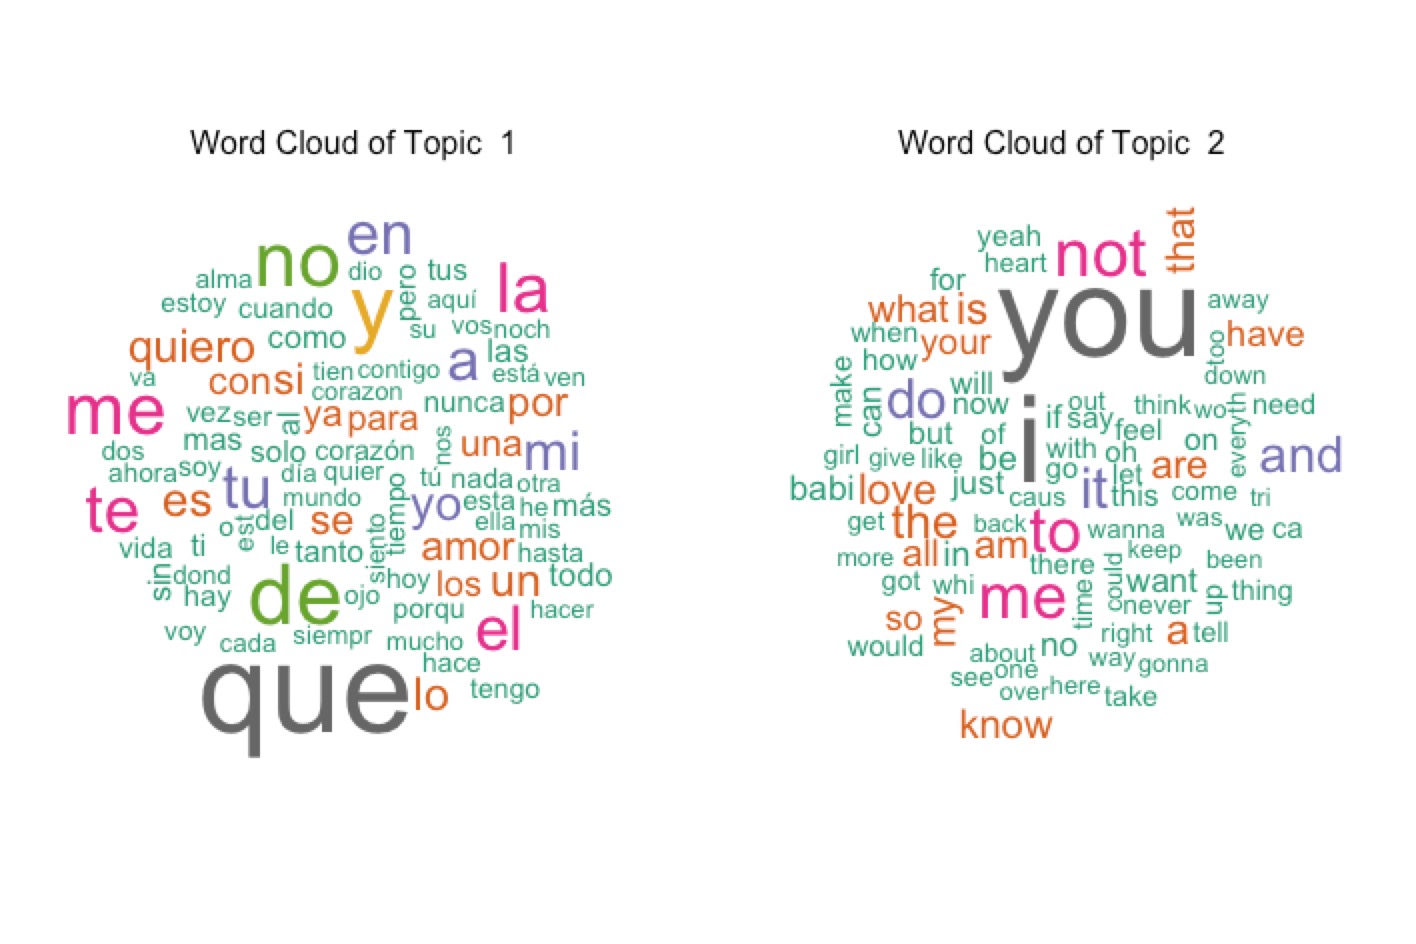 Word Cloud of Topic 1
en
no
dio
pero
tus
la
alma
estoy
cuando
y
aquí
su
vos
noch
quiero
como
a
las
va
consi
tien
contigo
está
ven
corazon
me
vez
ser
al
ya
para
nunca
por
mas
dos
solo
corazón
nos
una
mi
ahora
soy
día
quier
tú
nada
otra
te
es
tu
mundo
tiempo
yo
esta
he
más
o
est
del
se
siento
ella
mis
vida
ti
le
tanto
amor
hasta
sin
dond
hay
de
ojo
hoy
los
un
todo
porqu
hacer
voy
cada
siempr
mucho
el
hace
que
lo
tengo
Word Cloud of Topic 2
yeah
not
that
heart
for
what
is
you
away
when
your
too
have
how
down
make
can
do
will
now
i
if
out
say
think
wo
everyth
need
but
of
feel
on
girl
give
like
be
with
oh
go
let
are
and
babi
love
just
caus
it
this
come
tri
get
the
back
to
wanna
was
we
ca
more
all
in
am
there
keep
been
got
whi
me
time
could
want
up
thing
never
so
my
right
a
tell
would
about
no
way
gonna
see
one
over
here
take
know